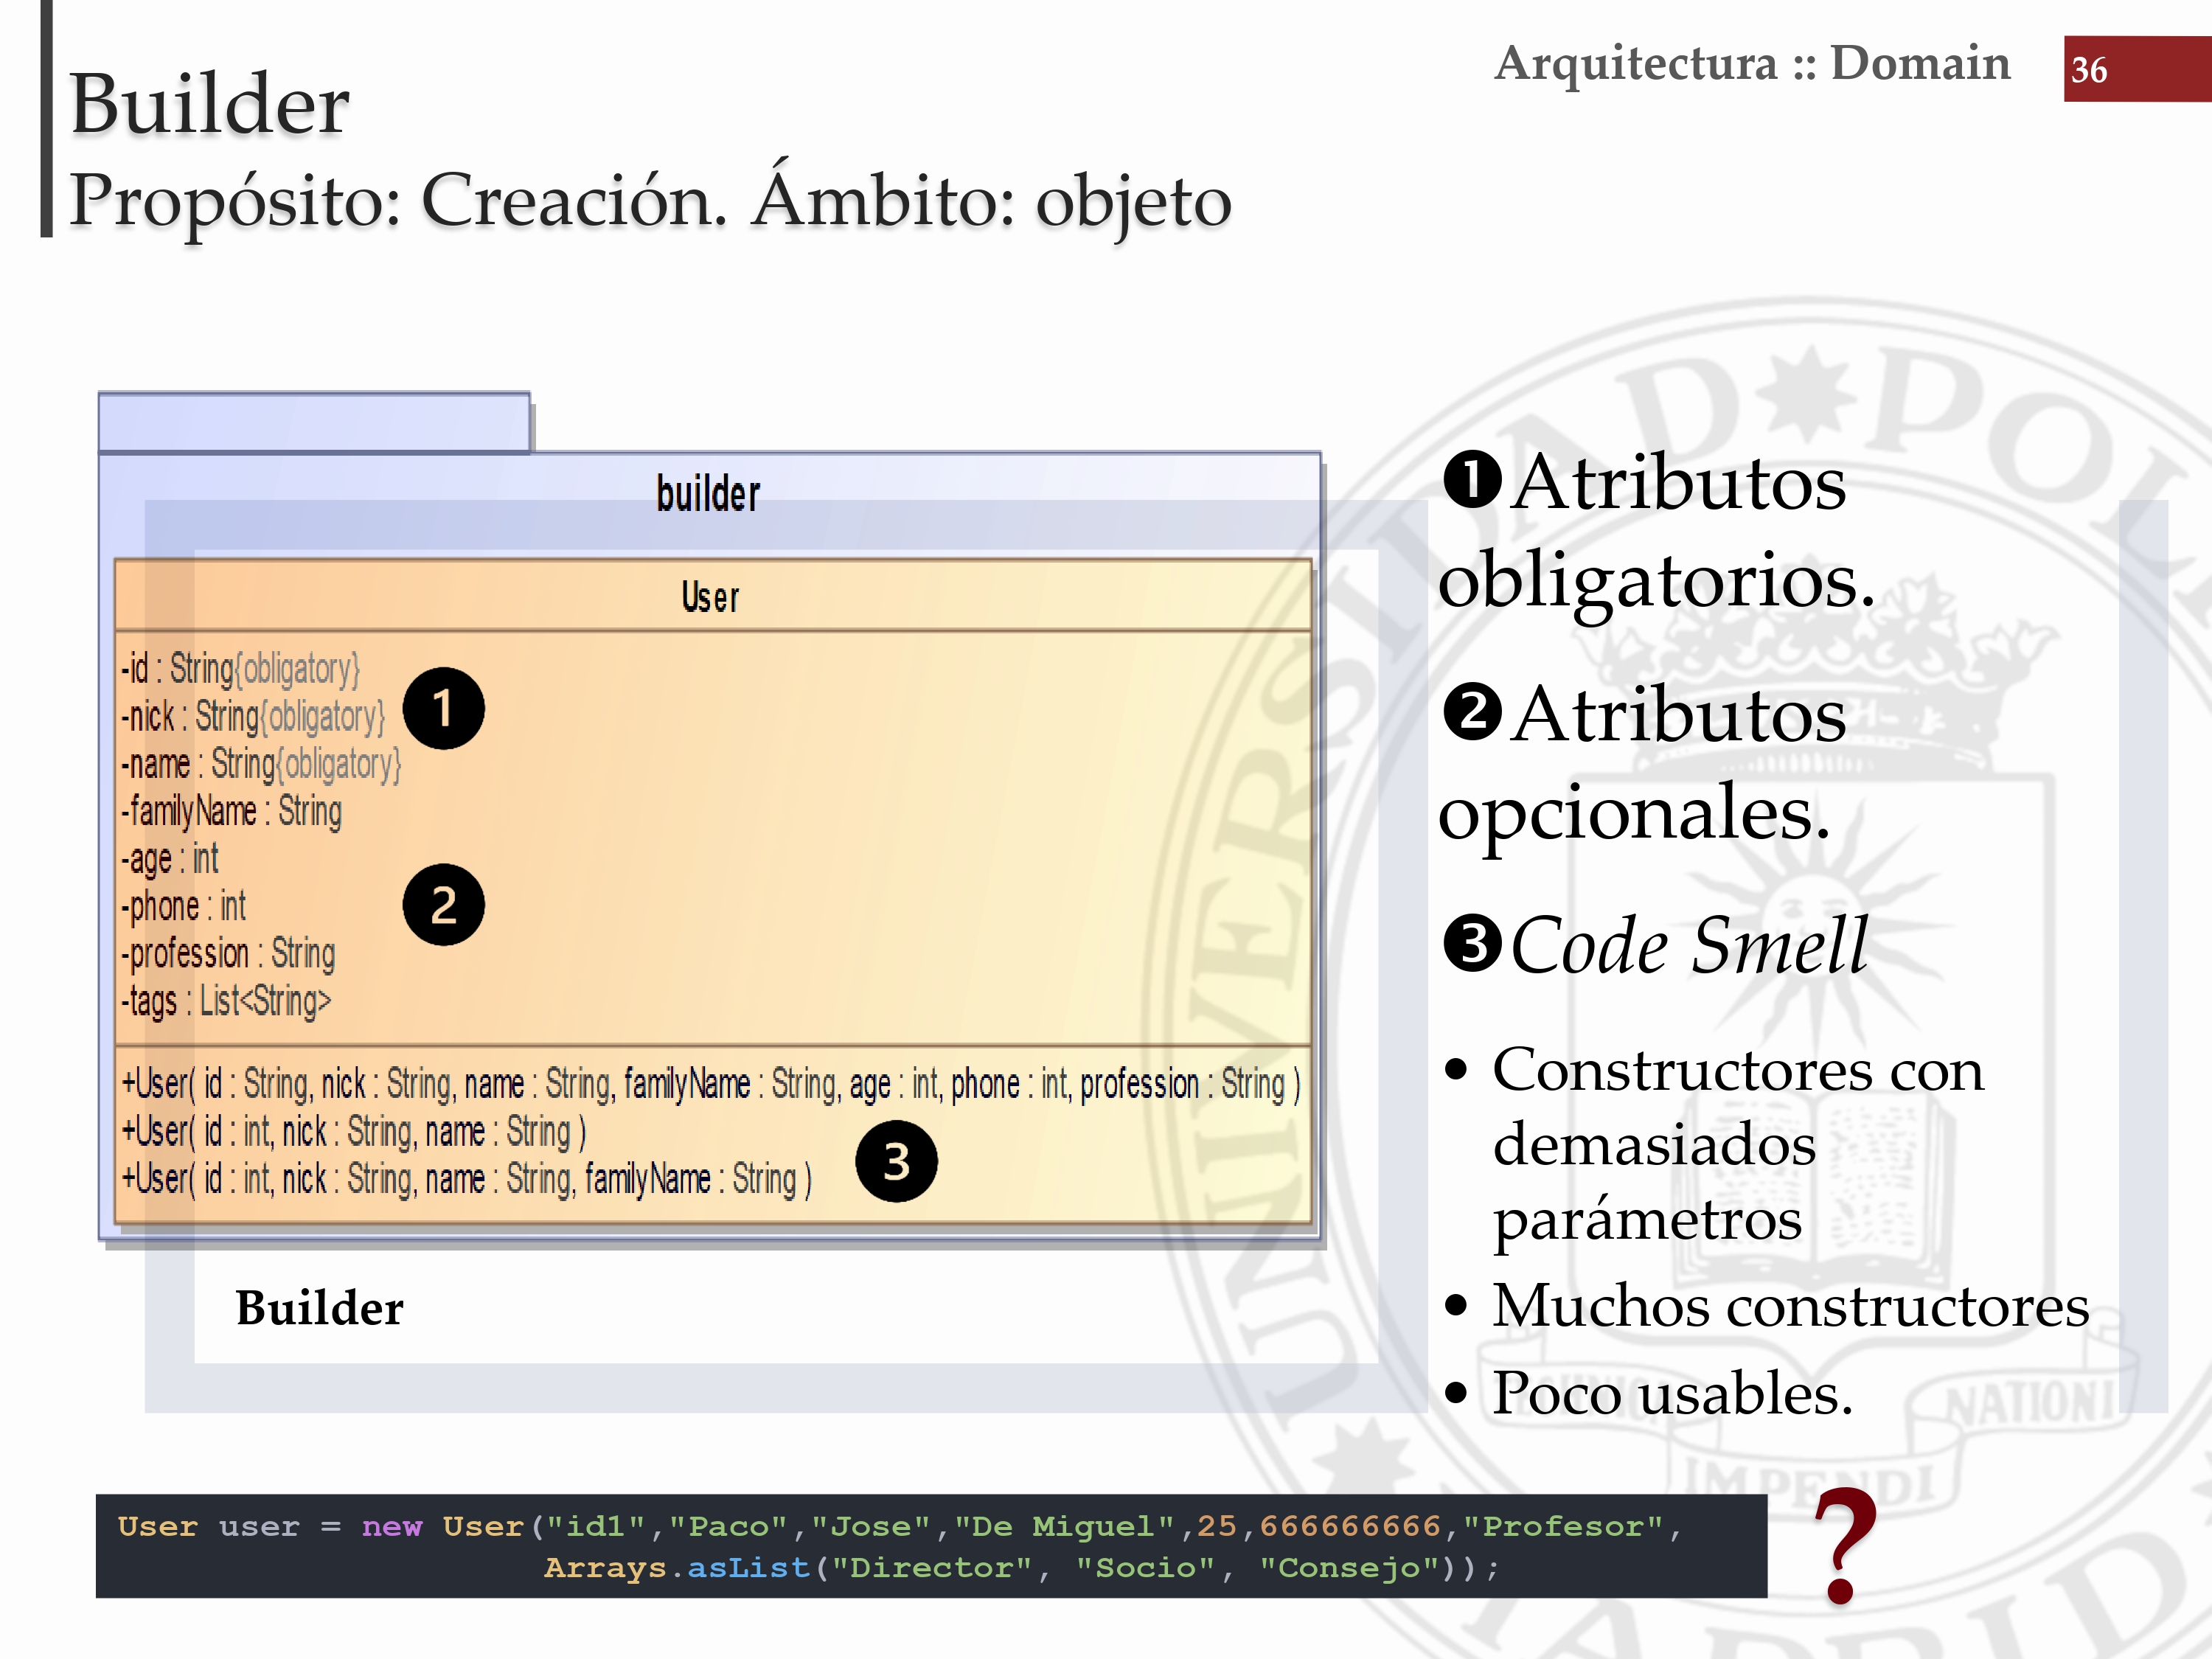 Arquitectura :: Domain
36
Builder
Propósito: Creación. Ámbito: objeto
builder
User
-id : String{obligatory}
-nick : String{obligatory}
-name : String{obligatory}
1
-familyName : String
-age : int
-phone : int
-profession : String
-tags : List<String>
2
+User( id : String, nick : String, name : String, familyName : String, age : int, phone : int, profession : String )
+User( id : int, nick : String, name : String )
+User( id : int, nick : String, name : String, familyName : String )
3
Builder
❶Atributos
obligatorios.
❷Atributos
opcionales.
❸Code Smell
• Constructores con
demasiados
parámetros
• Muchos constructores
• Poco usables.
User user = new User("id1","Paco","Jose","De Miguel",25,666666666,"Profesor",
Arrays.asList("Director", "Socio", "Consejo"));
?
UNIVERSIDAD
NATIONI
IMPENDI